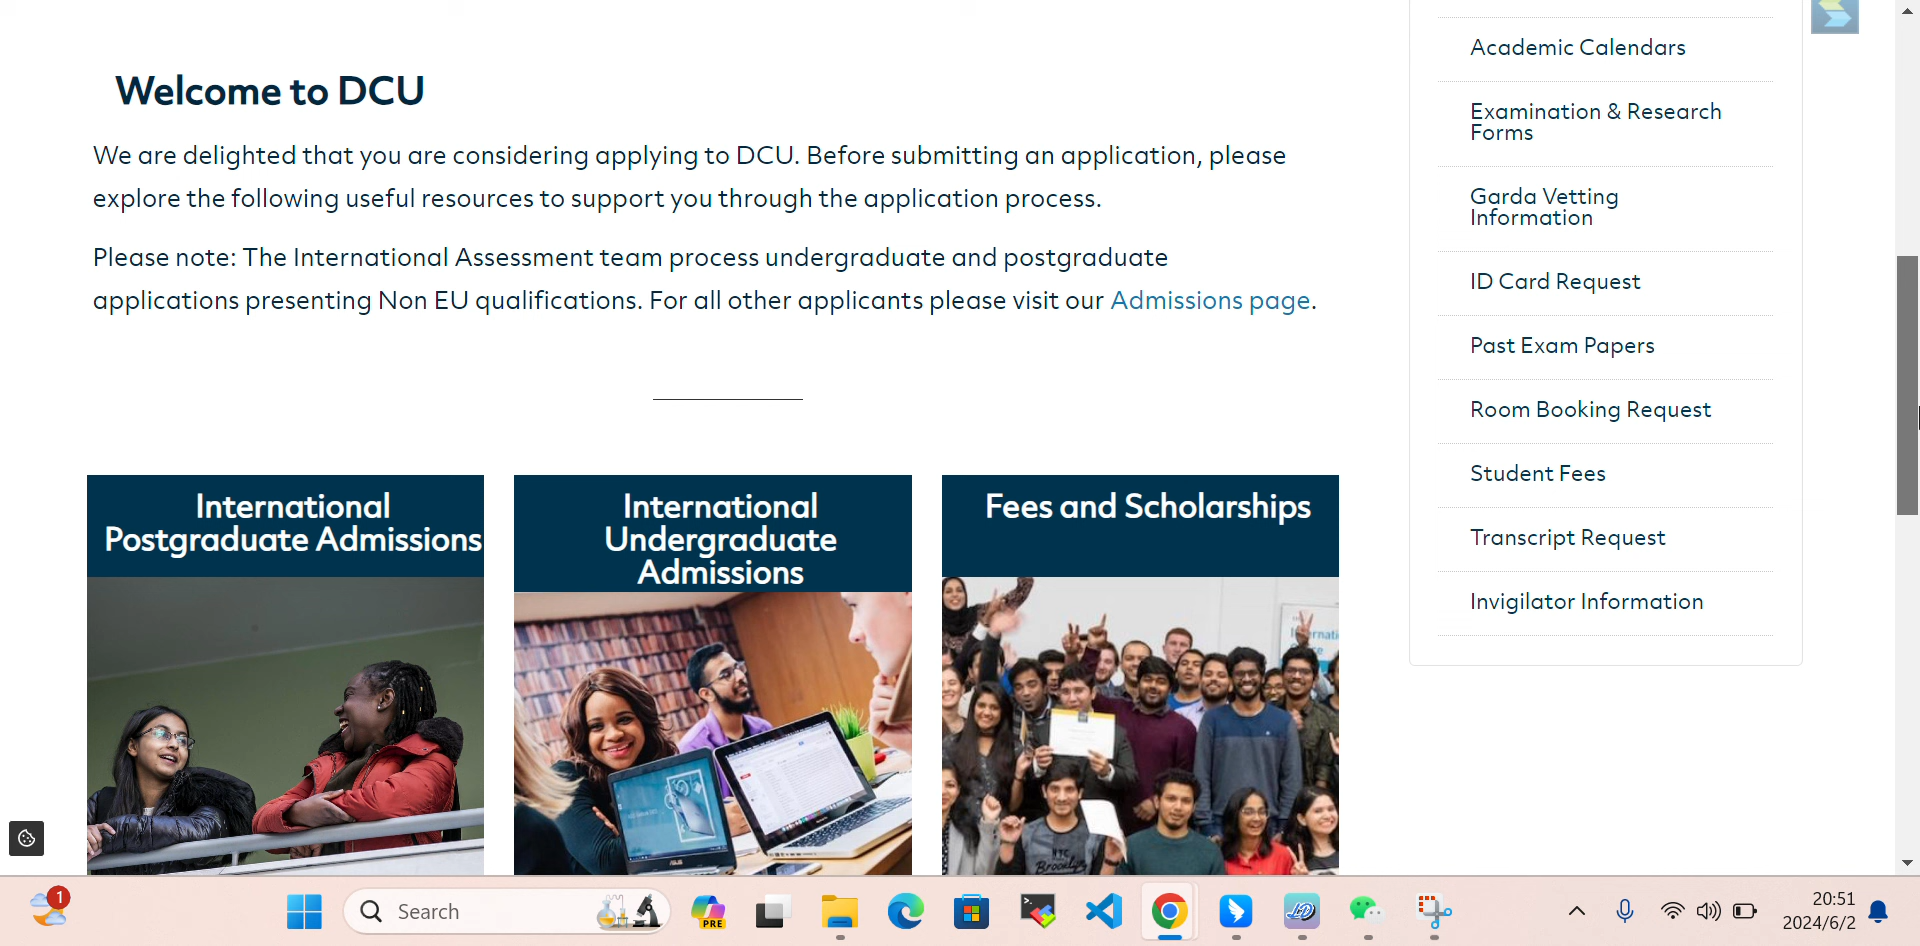 Welcome to DCU
We are delighted that you are considering applying to DCU. Before submitting an application, please
explore the following useful resources to support you through the application process.
Please note: The International Assessment team process undergraduate and postgraduate
applications presenting Non EU qualifications. For all other applicants please visit our Admissions page.
International
Postgraduate Admissions
International
Undergraduate
Admissions
Fees and Scholarships
Academic Calendars
Examination & Research
Forms
Garda Vetting
Information
ID Card Request
Past Exam Papers
Room Booking Request
Student Fees
Transcript Request
Invigilator Information
1
Search
PRE
20:51
2024/6/2